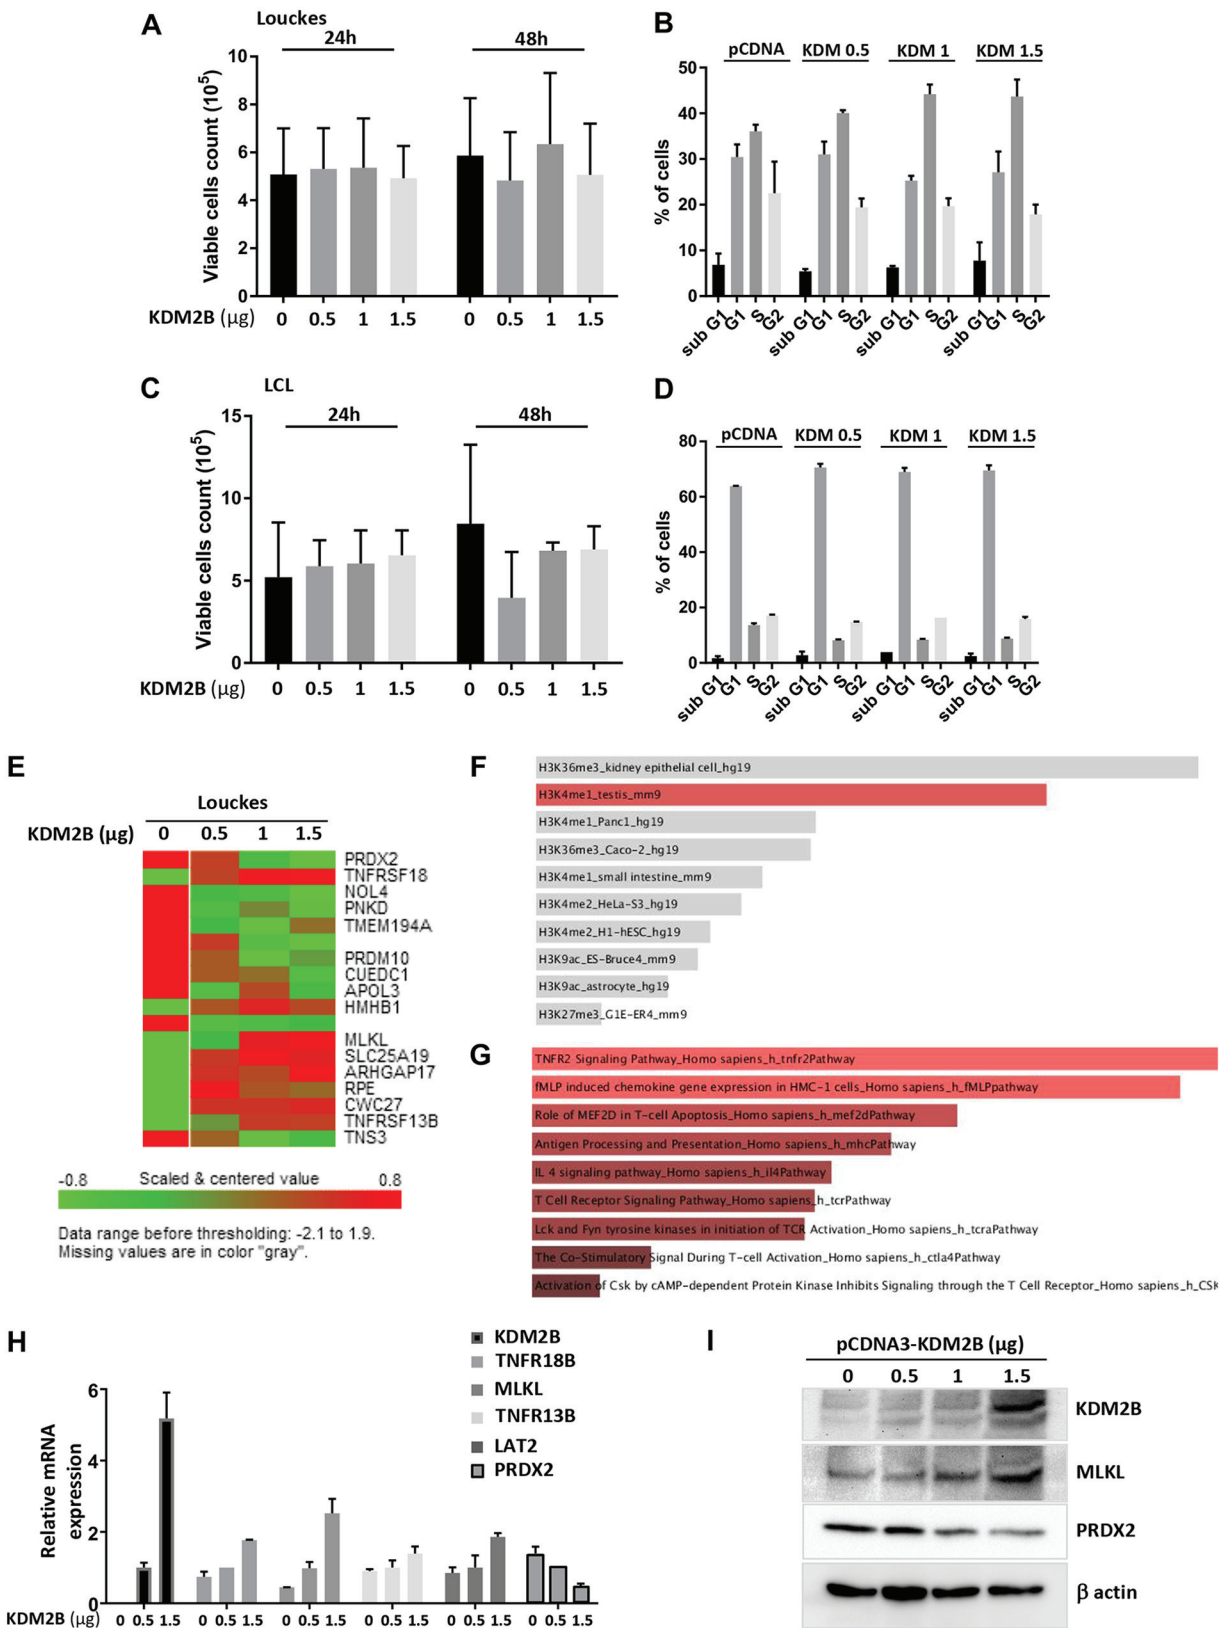 A
Louckes
24h
48h
Viable cells count (10⁵)
10
8
6
4
2
0
KDM2B (µg)
0 0.5 1 1.5 0 0.5 1 1.5
B
pCDNA KDM 0.5 KDM 1 KDM 1.5
% of cells
50
40
30
20
10
0
sub G1 G1 S G2 sub G1 G1 S G2 sub G1 G1 S G2 sub G1 G1 S G2
C
LCL
24h
48h
Viable cells count (10⁵)
15
10
5
0
KDM2B (µg)
0 0.5 1 1.5 0 0.5 1 1.5
D
pCDNA KDM 0.5 KDM 1 KDM 1.5
% of cells
80
60
40
20
0
sub G1 G1 S G2 sub G1 G1 S G2 sub G1 G1 S G2 sub G1 G1 S G2
E
Louckes
KDM2B (µg) 0 0.5 1 1.5
PRDX2
TNFRSF18
NOL4
PNKD
TMEM194A
PRDM10
CUEDC1
APOL3
HMHB1
MLKL
SLC25A19
ARHGAP17
RPE
CWC27
TNFRSF13B
TNS3
-0.8 Scaled & centered value 0.8
Data range before thresholding: -2.1 to 1.9.
Missing values are in color "gray".
F
H3K36me3_kidney epithelial cell_hg19
H3K4me1_testis_mm9
H3K4me1_Panc1_hg19
H3K36me3_Caco-2_hg19
H3K4me1_small intestine_mm9
H3K4me2_HeLa-S3_hg19
H3K4me2_H1-hESC_hg19
H3K9ac_ES-Bruce4_mm9
H3K9ac_astrocyte_hg19
H3K27me3_G1E-ER4_mm9
G
TNFR2 Signaling Pathway_Homo sapiens_h_tnfr2Pathway
fMLP induced chemokine gene expression in HMC-1 cells_Homo sapiens_h_fMLPpathway
Role of MEF2D in T-cell Apoptosis_Homo sapiens_h_mef2dPathway
Antigen Processing and Presentation_Homo sapiens_h_mhcPathway
IL 4 signaling pathway_Homo sapiens_h_il4Pathway
T Cell Receptor Signaling Pathway_Homo sapiens_h_tcrPathway
Lck and Fyn tyrosine kinases in initiation of TCR Activation_Homo sapiens_h_tcraPathway
The Co-Stimulatory Signal During T-cell Activation_Homo sapiens_h_ctla4Pathway
Activation of Csk by cAMP-dependent Protein Kinase Inhibits Signaling through the T Cell Receptor_Homo sapiens_h_CSK
H
KDM2B
TNFR18B
MLKL
TNFR13B
LAT2
PRDX2
Relative mRNA
expression
6
4
2
0
KDM2B (µg) 0 0.5 1.5 0 0.5 1.5 0 0.5 1.5 0 0.5 1.5 0 0.5 1.5 0 0.5 1.5
I
pCDNA3-KDM2B (µg)
0 0.5 1 1.5
KDM2B
MLKL
PRDX2
β actin